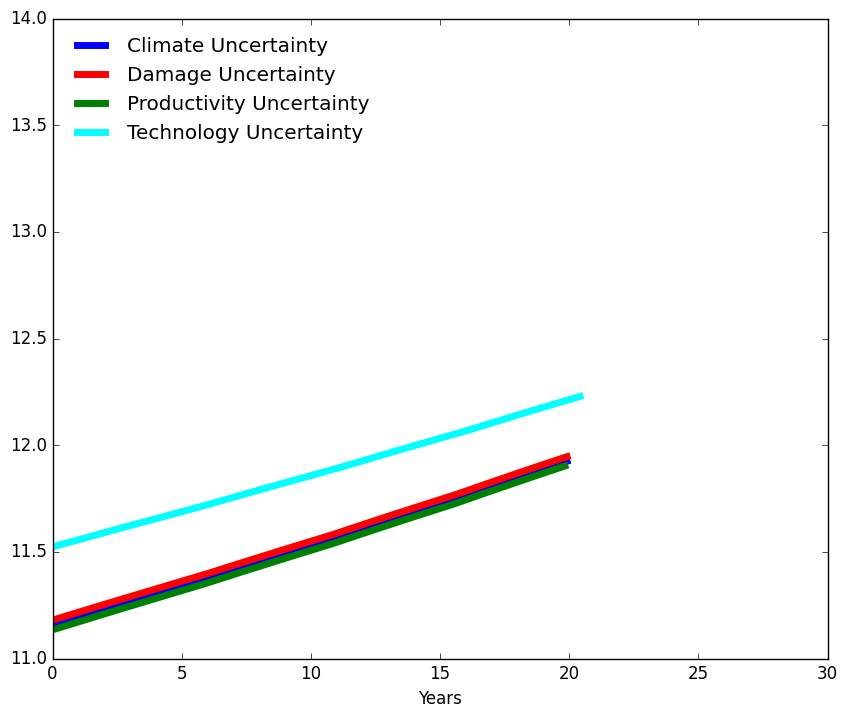 14.0
13.5
13.0
12.5
12.0
11.5
11.0
Climate Uncertainty
Damage Uncertainty
Productivity Uncertainty
Technology Uncertainty
0 5 10 15 20 25 30
Years